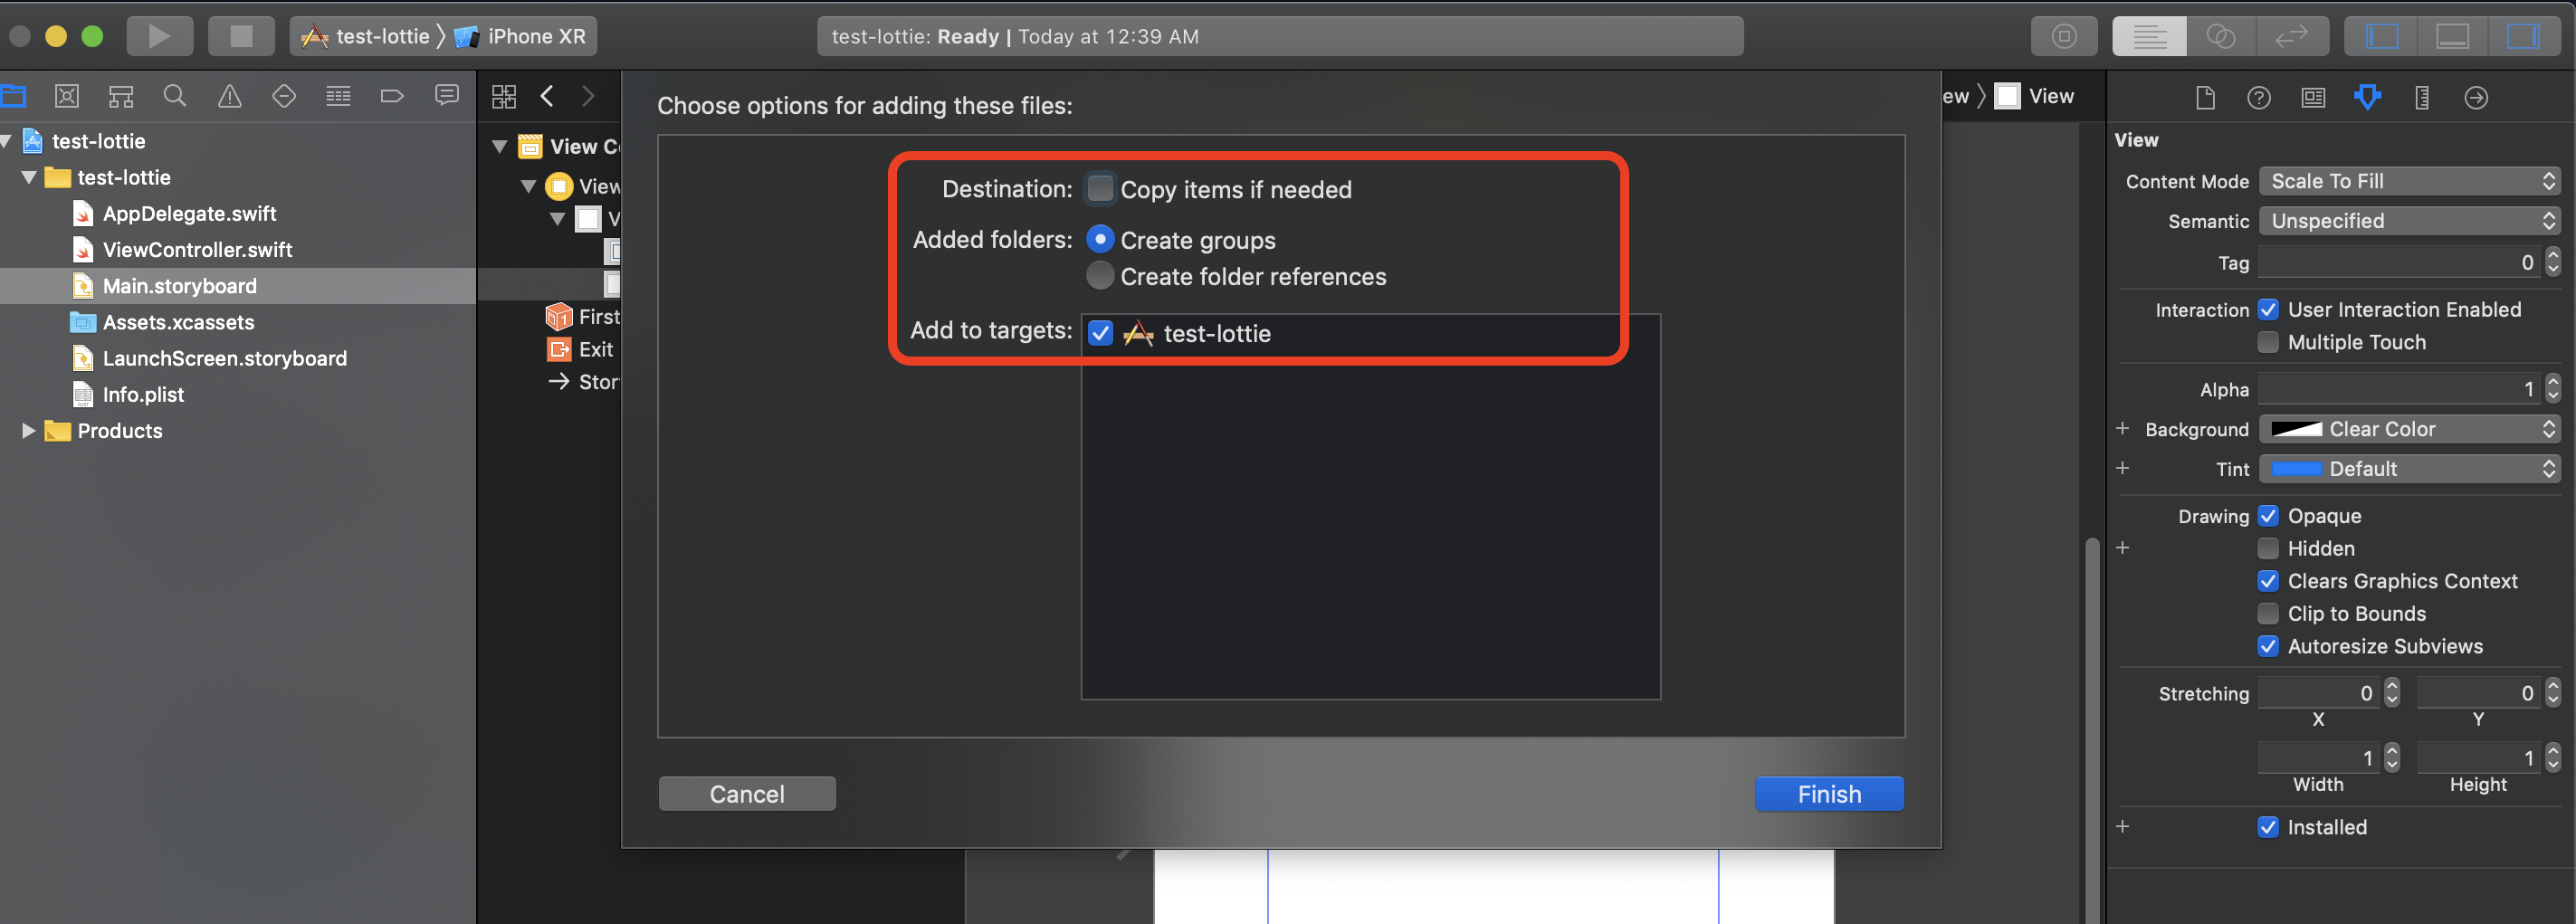 test-lottie 〉 iPhone XR
test-lottie: Ready | Today at 12:39 AM
test-lottie
test-lottie
AppDelegate.swift
ViewController.swift
Main.storyboard
Assets.xcassets
LaunchScreen.storyboard
Info.plist
Products
View C
View
V
1 First
Exit
Stor
ew 〉 View
Choose options for adding these files:
Destination: Copy items if needed
Added folders: Create groups
Create folder references
Add to targets: test-lottie
Cancel
Finish
View
Content Mode Scale To Fill
Semantic Unspecified
Tag 0
Interaction User Interaction Enabled
Multiple Touch
Alpha 1
+ Background Clear Color
+ Tint Default
Drawing Opaque
+ Hidden
Clears Graphics Context
Clip to Bounds
Autoresize Subviews
Stretching 0 0
X Y
1 1
Width Height
+ Installed